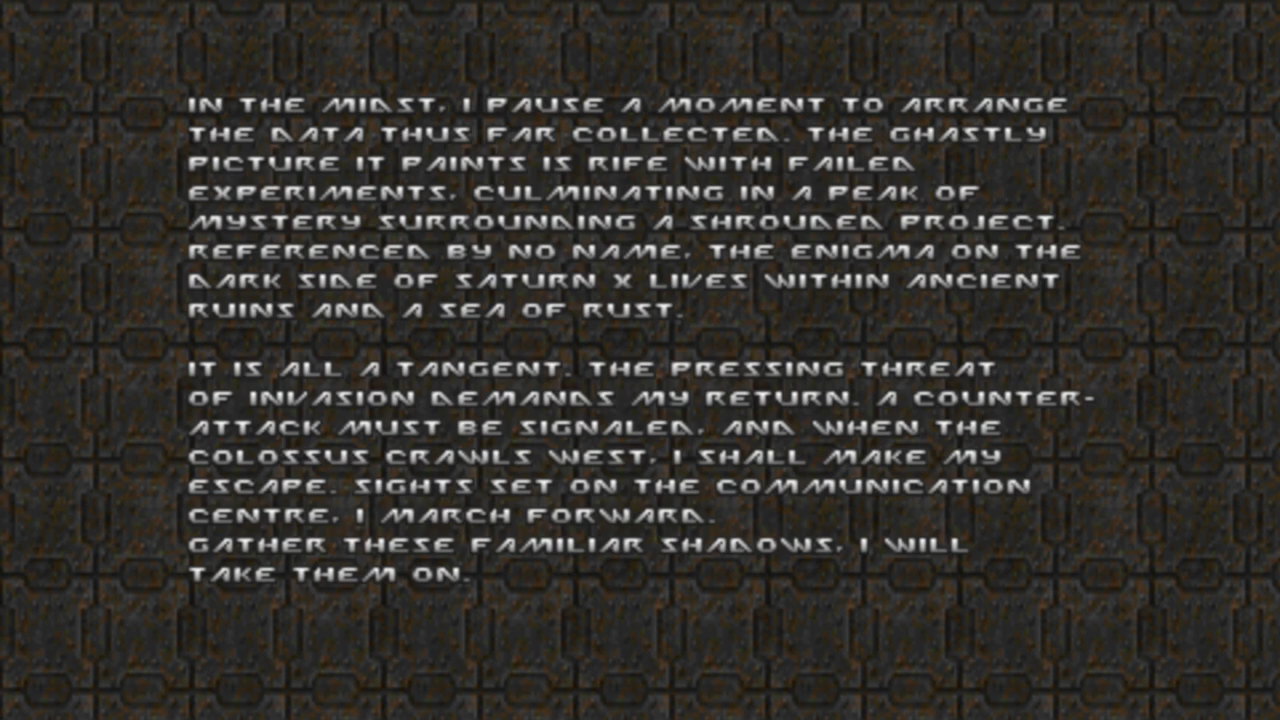 IN THE MIDST, I PAUSE A MOMENT TO ARRANGE
THE DATA THUS FAR COLLECTED. THE GHASTLY
PICTURE IT PAINTS IS RIFE WITH FAILED
EXPERIMENTS, CULMINATING IN A PEAK OF
MYSTERY SURROUNDING A SHROUDED PROJECT.
REFERENCED BY NO NAME, THE ENIGMA ON THE
DARK SIDE OF SATURN X LIVES WITHIN ANCIENT
RUINS AND A SEA OF RUST.

IT IS ALL A TANGENT. THE PRESSING THREAT
OF INVASION DEMANDS MY RETURN. A COUNTER-
ATTACK MUST BE SIGNALED, AND WHEN THE
COLOSSUS CRAWLS WEST, I SHALL MAKE MY
ESCAPE. SIGHTS SET ON THE COMMUNICATION
CENTRE, I MARCH FORWARD.
GATHER THESE FAMILIAR SHADOWS, I WILL
TAKE THEM ON.